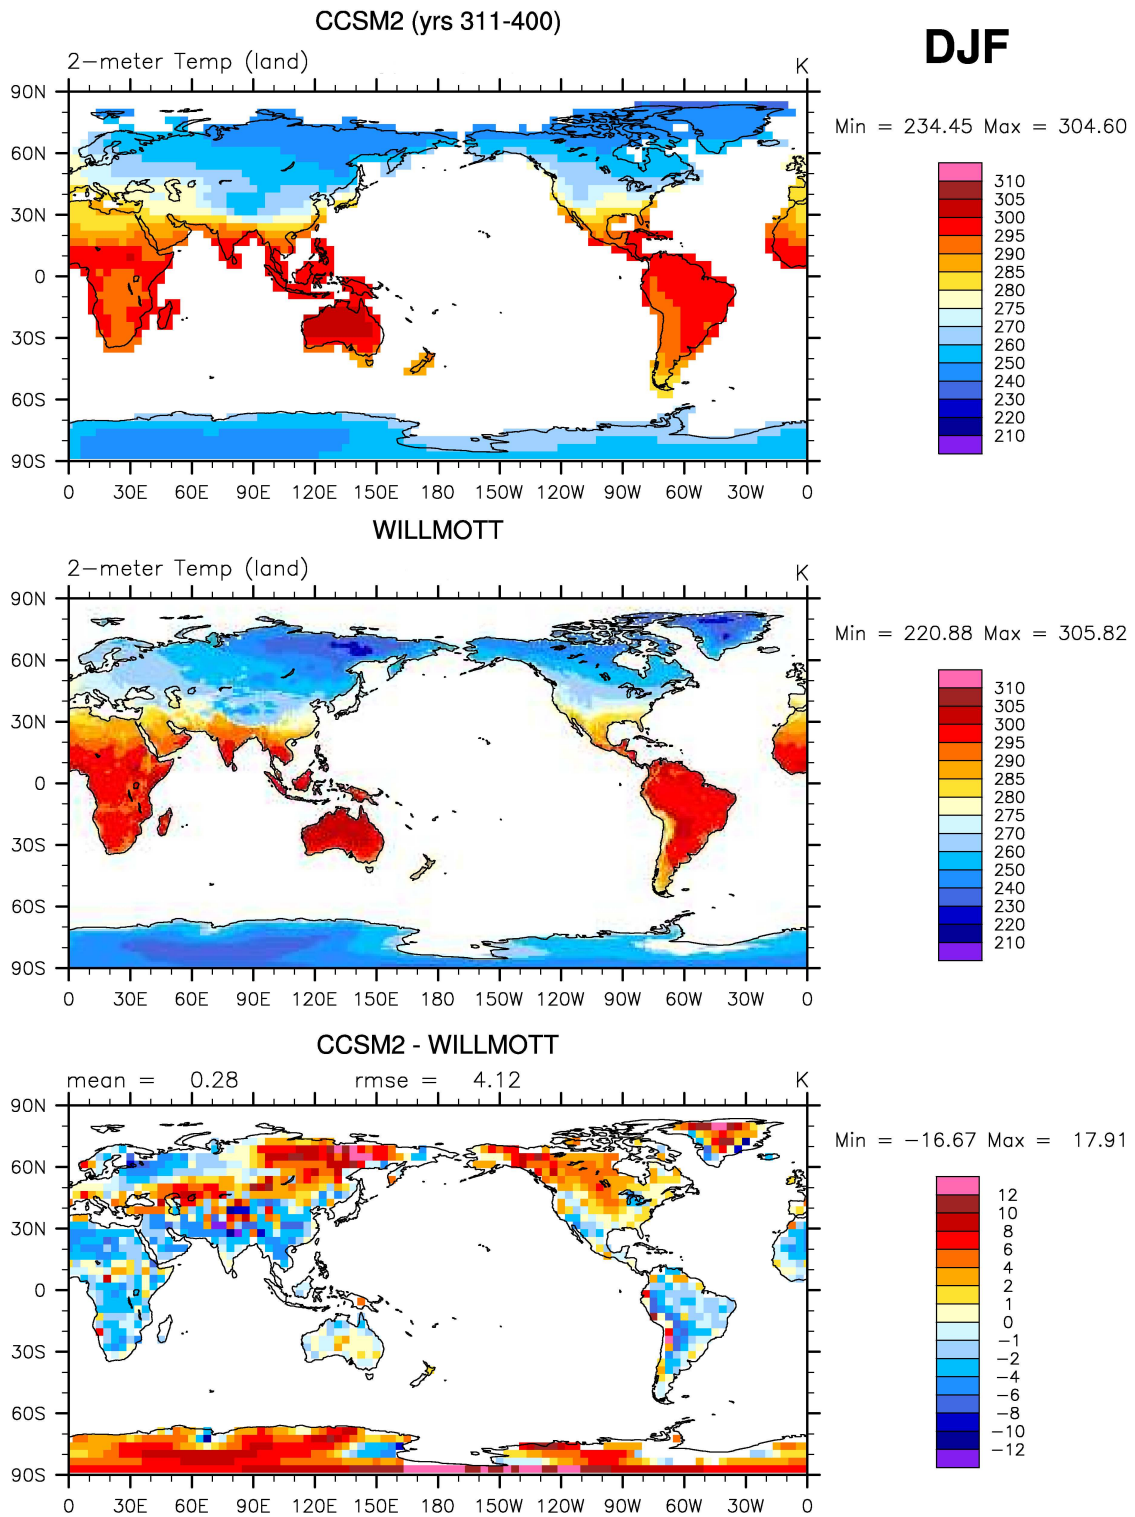 CCSM2 (yrs 311-400)
DJF
2-meter Temp (land)
K
Min = 234.45 Max = 304.60
90N
60N
30N
0
30S
60S
90S
0 30E 60E 90E 120E 150E 180 150W 120W 90W 60W 30W 0
310
305
300
295
290
285
280
275
270
260
250
240
230
220
210
WILLMOTT
2-meter Temp (land)
K
Min = 220.88 Max = 305.82
90N
60N
30N
0
30S
60S
90S
0 30E 60E 90E 120E 150E 180 150W 120W 90W 60W 30W 0
310
305
300
295
290
285
280
275
270
260
250
240
230
220
210
CCSM2 - WILLMOTT
mean = 0.28 rmse = 4.12 K
Min = -16.67 Max = 17.91
90N
60N
30N
0
30S
60S
90S
0 30E 60E 90E 120E 150E 180 150W 120W 90W 60W 30W 0
12
10
8
6
4
2
1
0
-1
-2
-4
-6
-8
-10
-12